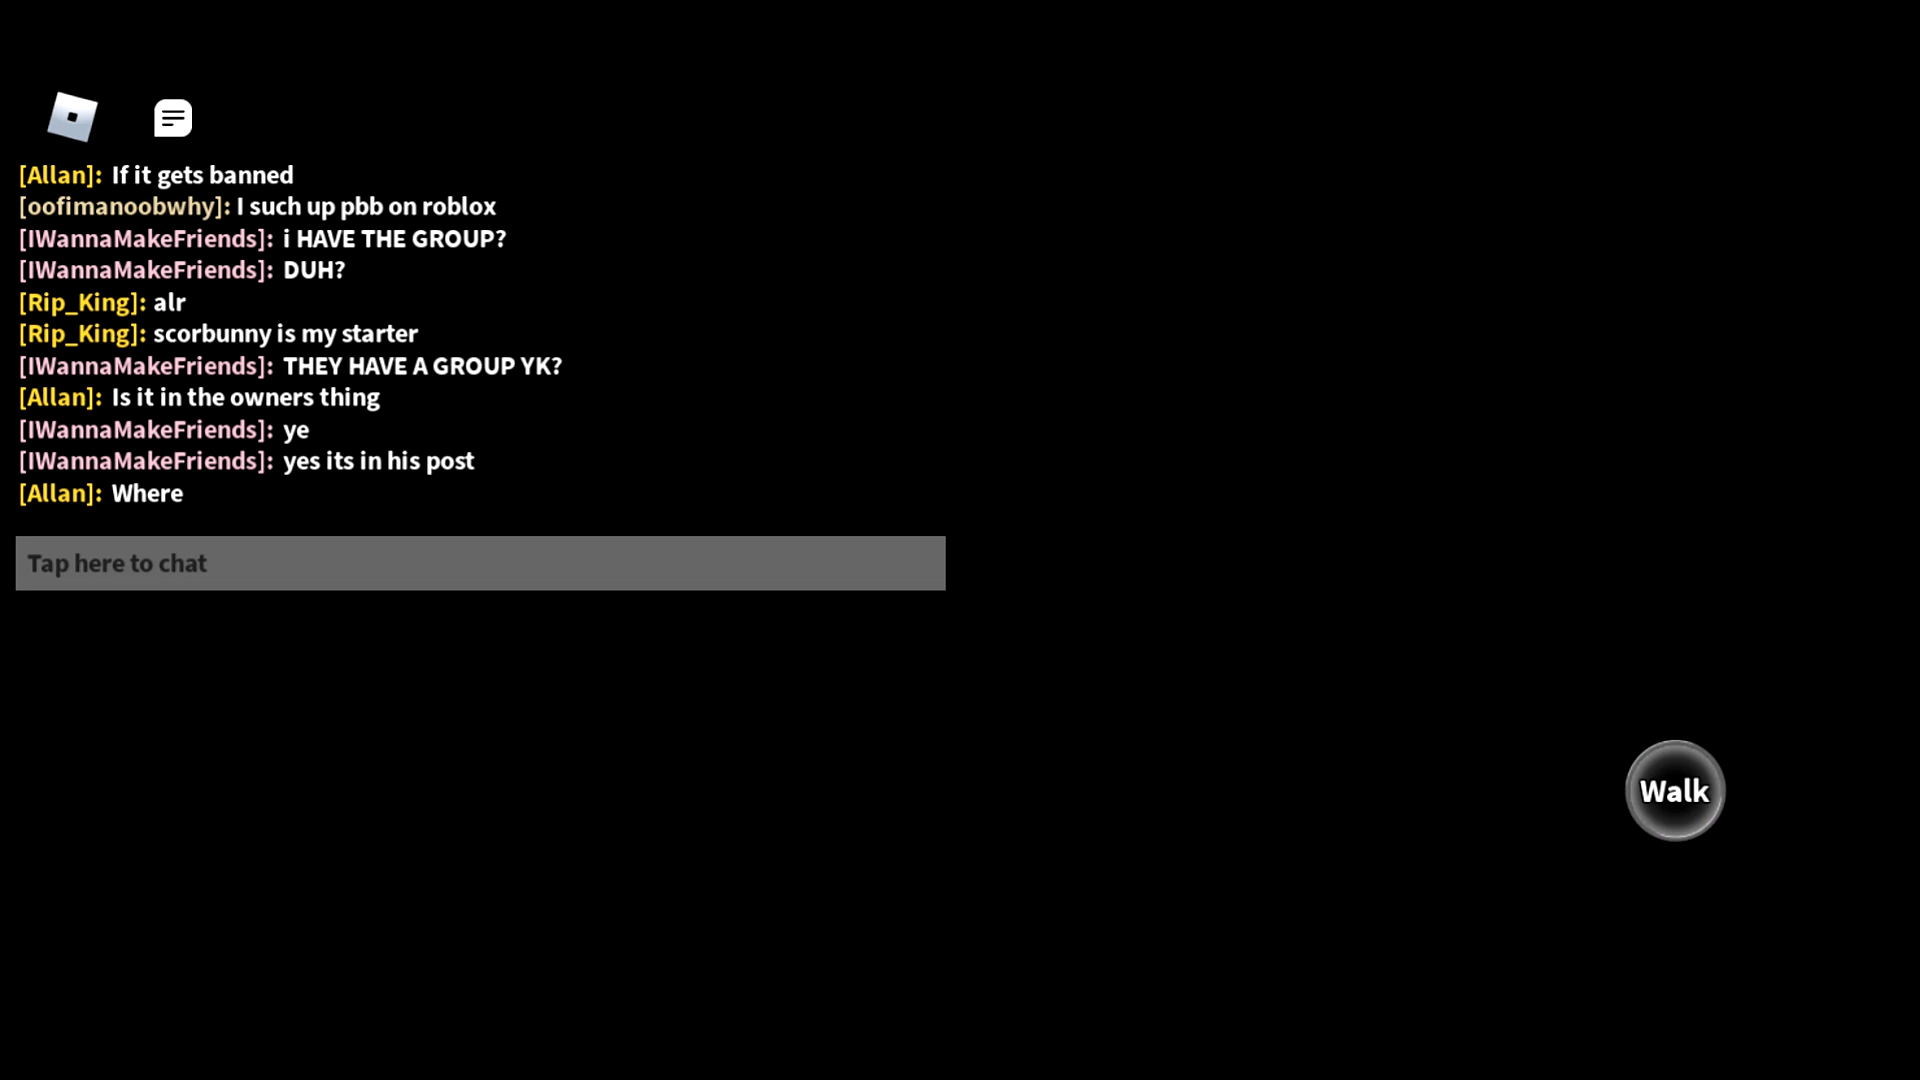 [Allan]: If it gets banned
[oofimanoobwhy]: I such up pbb on roblox
[IWannaMakeFriends]: i HAVE THE GROUP?
[IWannaMakeFriends]: DUH?
[Rip_King]: alr
[Rip_King]: scorbunny is my starter
[IWannaMakeFriends]: THEY HAVE A GROUP YK?
[Allan]: Is it in the owners thing
[IWannaMakeFriends]: ye
[IWannaMakeFriends]: yes its in his post
[Allan]: Where
Tap here to chat
Walk